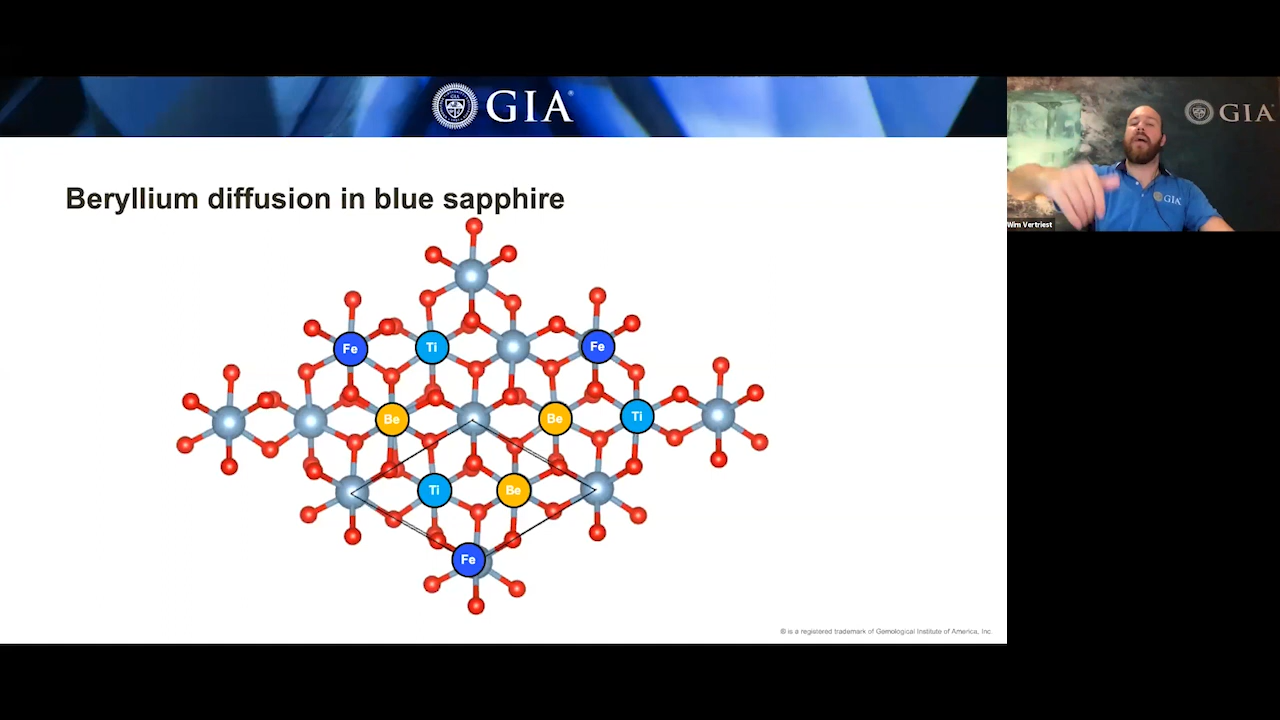 GIA®
Beryllium diffusion in blue sapphire
Fe
Ti
Fe
Be
Be
Ti
Ti
Be
Fe
® is a registered trademark of Gemological Institute of America, Inc
GIA
GIA
Wim Vertriest